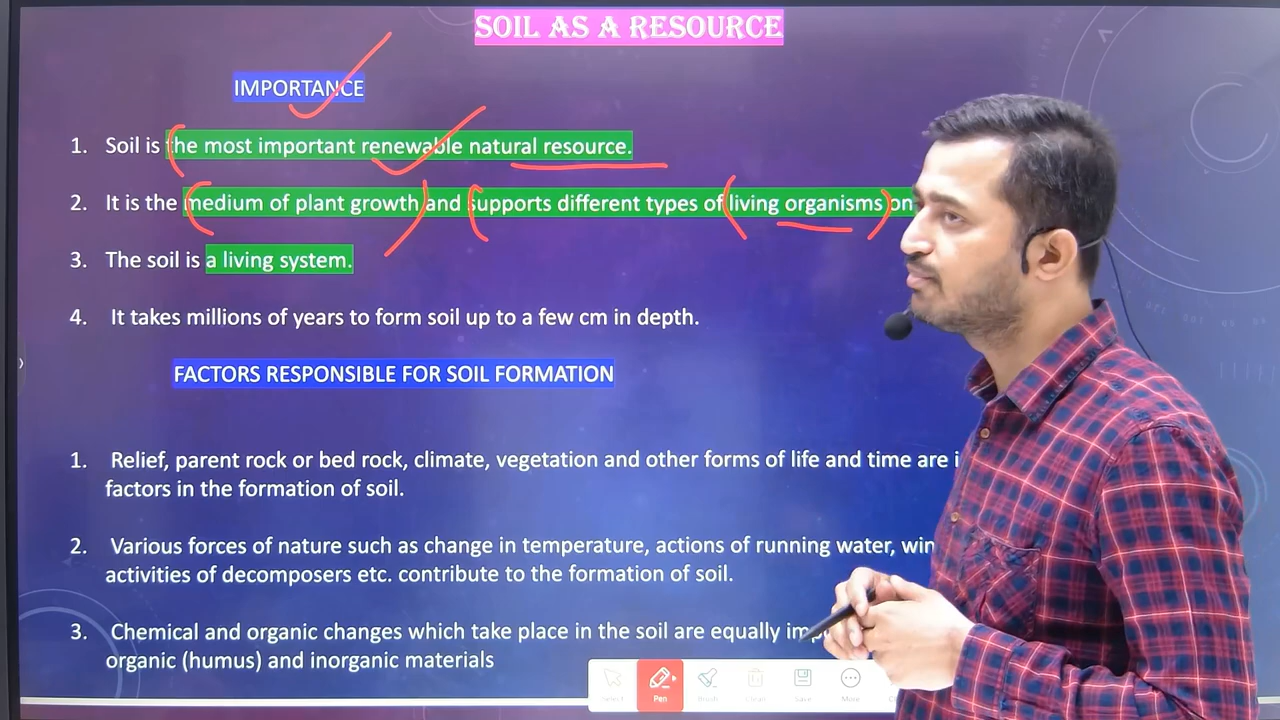 SOIL AS A RESOURCE
IMPORTANCE
1. Soil is the most important renewable natural resource.
2. It is the medium of plant growth and supports different types of living organisms on
3. The soil is a living system.
4. It takes millions of years to form soil up to a few cm in depth.
FACTORS RESPONSIBLE FOR SOIL FORMATION
1. Relief, parent rock or bed rock, climate, vegetation and other forms of life and time are
factors in the formation of soil.
2. Various forces of nature such as change in temperature, actions of running water,
activities of decomposers etc. contribute to the formation of soil.
3. Chemical and organic changes which take place in the soil are equally
organic (humus) and inorganic materials
Select Pen Brush Clean Save More